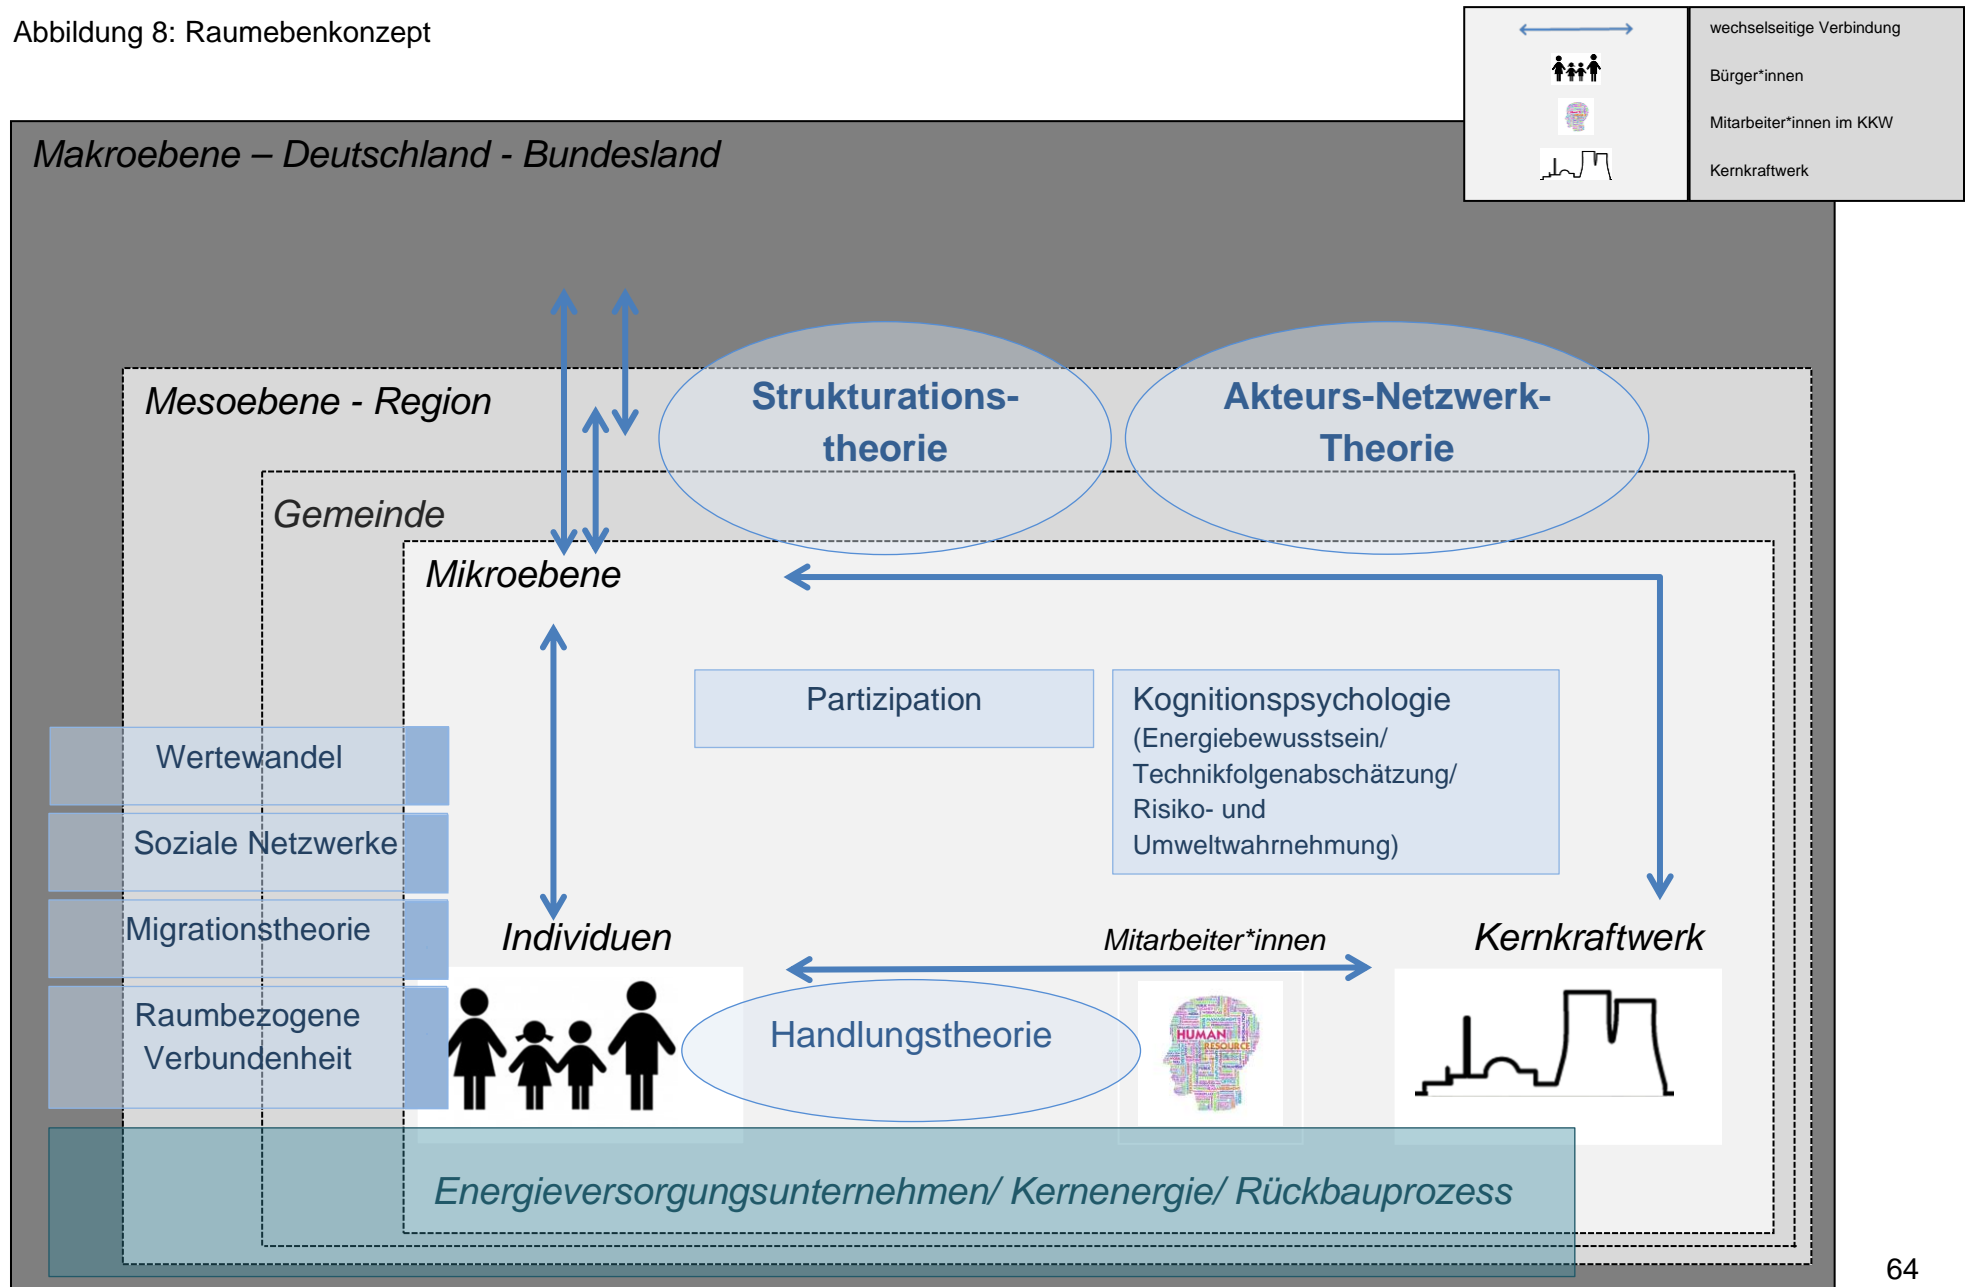 Abbildung 8: Raumebenkonzept
wechselseitige Verbindung
Bürger*innen
Mitarbeiter*innen im KKW
Kernkraftwerk
Makroebene – Deutschland - Bundesland
Mesoebene - Region
Strukturations-
theorie
Akteurs-Netzwerk-
Theorie
Gemeinde
Mikroebene
Partizipation
Kognitionspsychologie
(Energiebewusstsein/
Technikfolgenabschätzung/
Risiko- und
Umweltwahrnehmung)
Wertewandel
Soziale Netzwerke
Migrationstheorie
Raumbezogene
Verbundenheit
Individuen
Mitarbeiter*innen
Kernkraftwerk
Handlungstheorie
HUMAN
RESOURCE
Energieversorgungsunternehmen/ Kernenergie/ Rückbauprozess
64